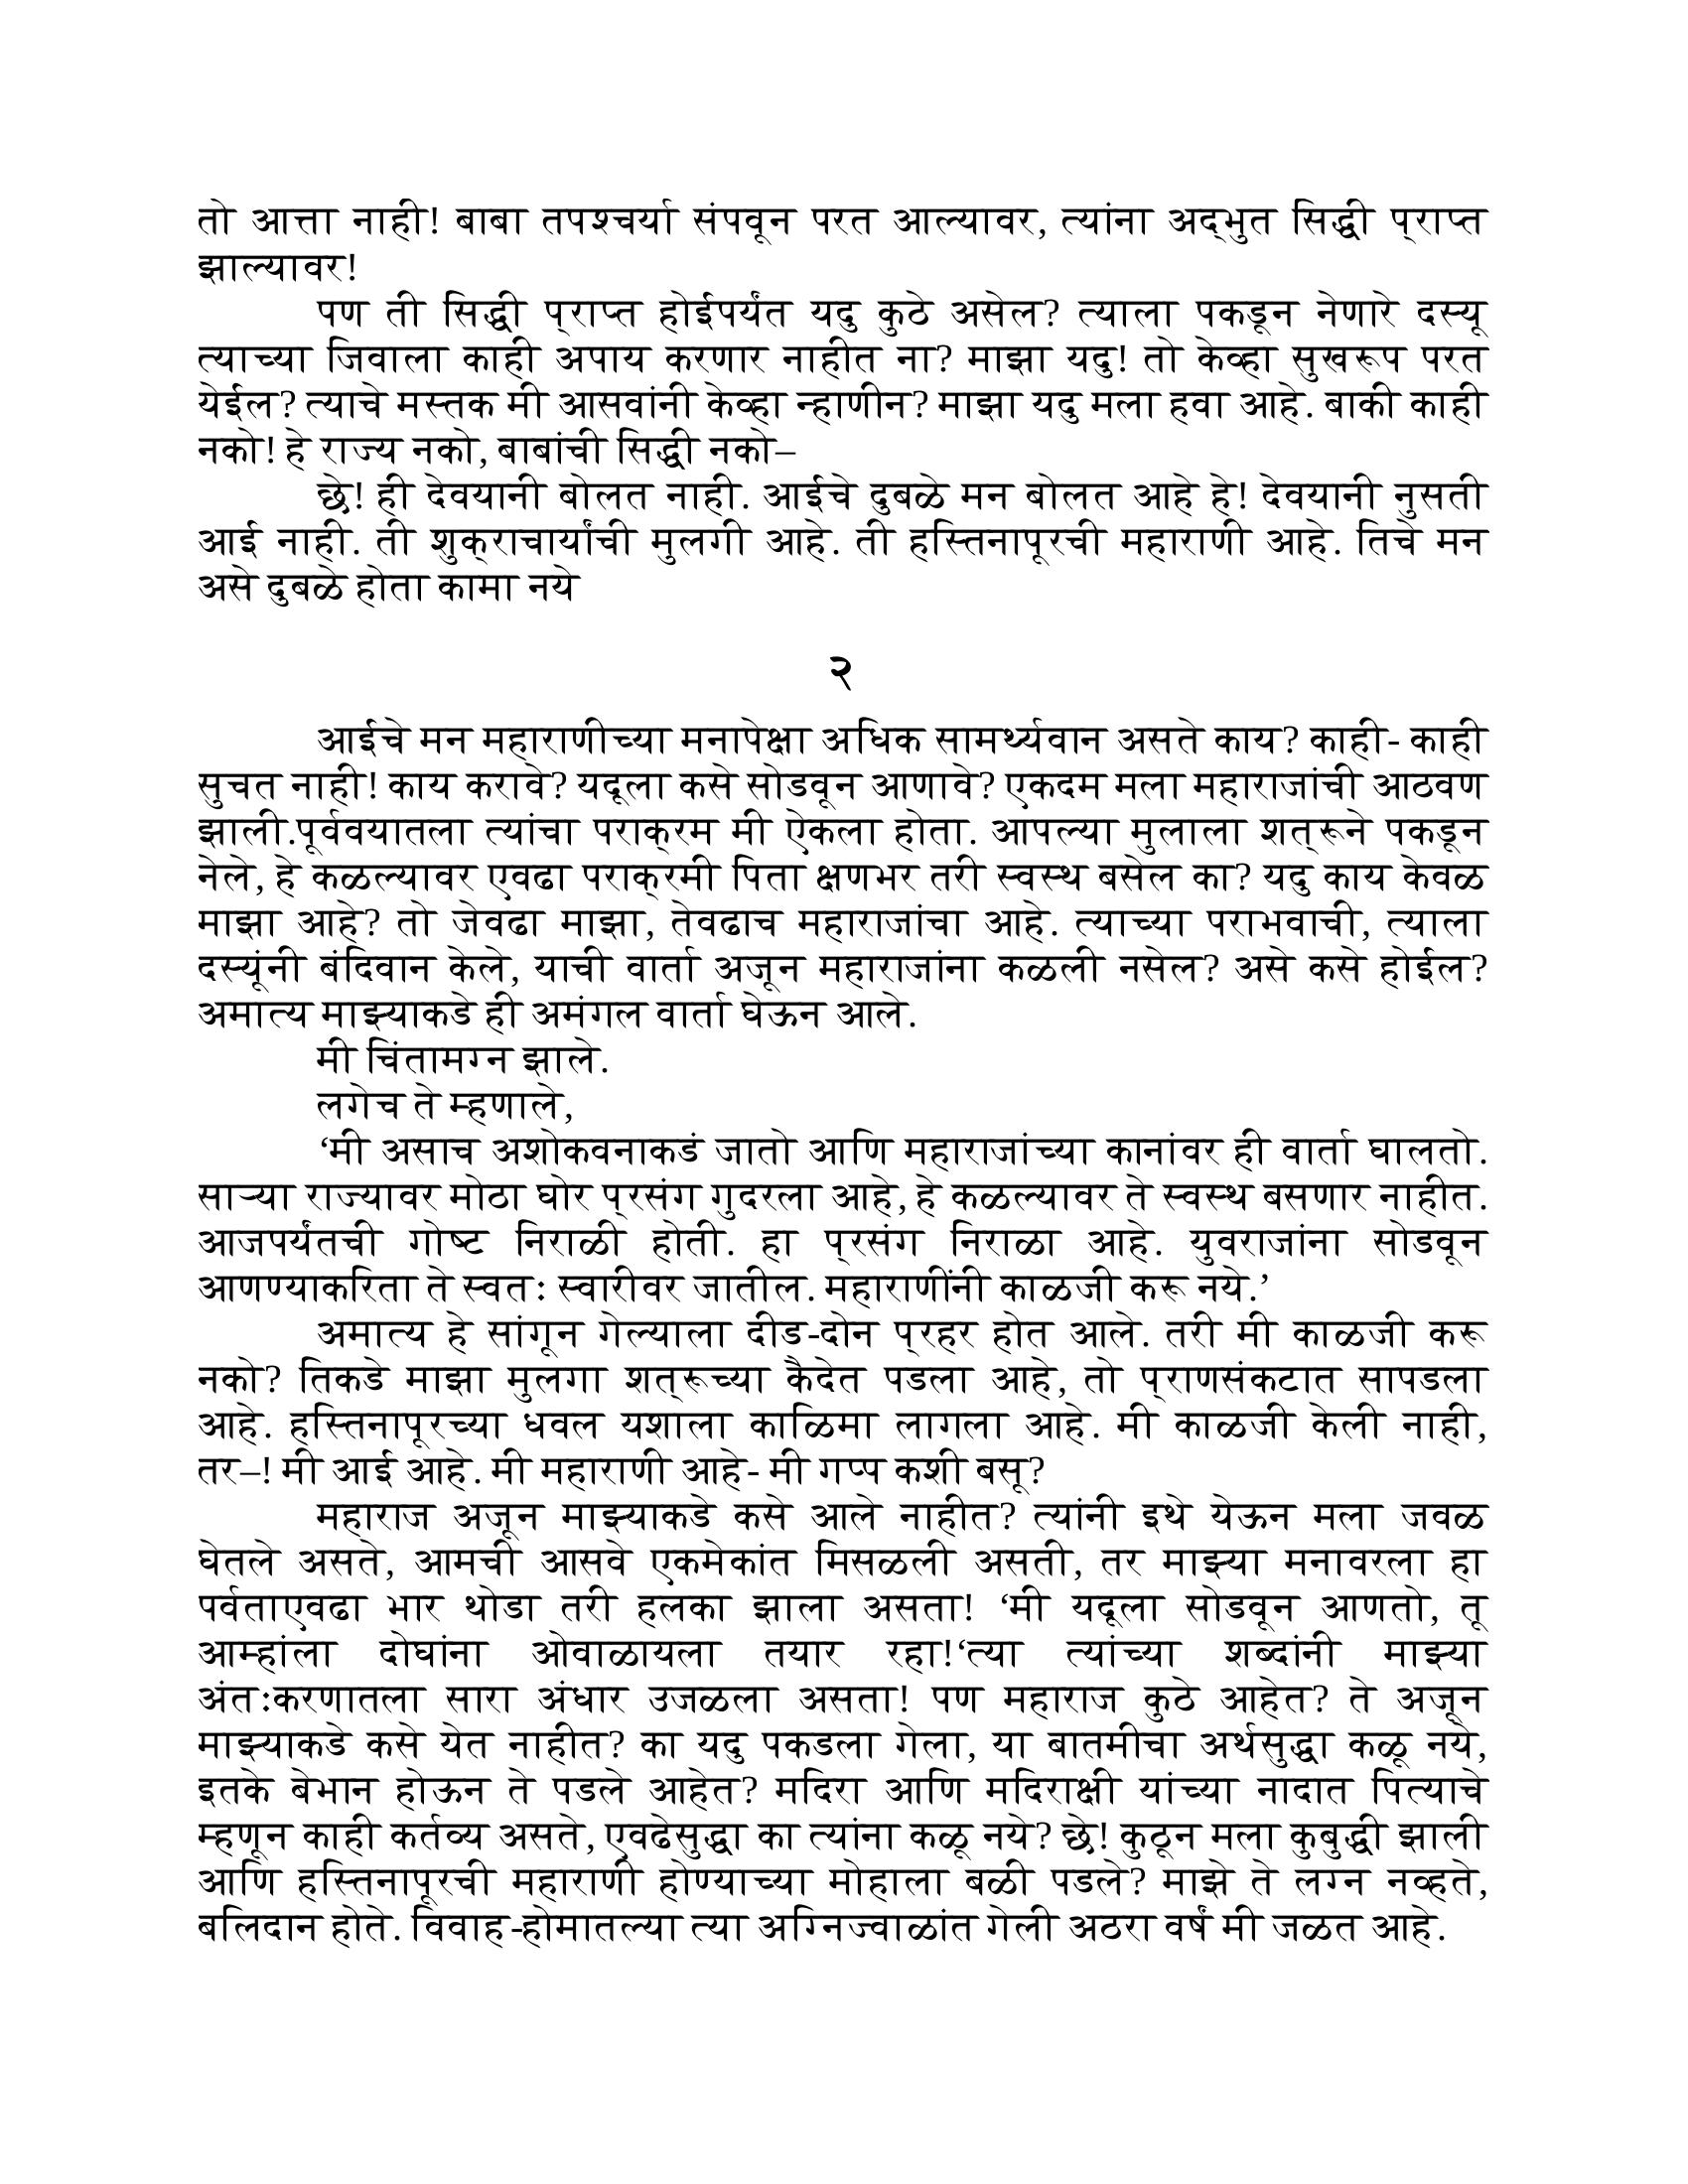 तो आत्ता नाही! बाबा तपश्चर्या संपवून परत आल्यावर, त्यांना अद्‌भुत सिद्धी प्राप्त
झाल्यावर!
पण ती सिद्धी प्राप्त होईपर्यंत यदु कुठे असेल? त्याला पकडून नेणारे दस्यू
त्याच्या जिवाला काही अपाय करणार नाहीत ना? माझा यदु! तो केव्हा सुखरूप परत
येईल? त्याचे मस्तक मी आसवांनी केव्हा न्हाणीन? माझा यदु मला हवा आहे. बाकी काही
नको! हे राज्य नको, बाबांची सिद्धी नको–
छे! ही देवयानी बोलत नाही. आईचे दुबळे मन बोलत आहे हे! देवयानी नुसती
आई नाही. ती शुक्राचार्यांची मुलगी आहे. ती हस्तिनापूरची महाराणी आहे. तिचे मन
असे दुबळे होता कामा नये
२
आईचे मन महाराणीच्या मनापेक्षा अधिक सामर्थ्यवान असते काय? काही- काही
सुचत नाही! काय करावे? यदूला कसे सोडवून आणावे? एकदम मला महाराजांची आठवण
झाली.पूर्ववयातला त्यांचा पराक्रम मी ऐकला होता. आपल्या मुलाला शत्रूने पकडून
नेले, हे कळल्यावर एवढा पराक्रमी पिता क्षणभर तरी स्वस्थ बसेल का? यदु काय केवळ
माझा आहे? तो जेवढा माझा, तेवढाच महाराजांचा आहे. त्याच्या पराभवाची, त्याला
दस्यूंनी बंदिवान केले, याची वार्ता अजून महाराजांना कळली नसेल? असे कसे होईल?
अमात्य माझ्याकडे ही अमंगल वार्ता घेऊन आले.
मी चिंतामग्न झाले.
लगेच ते म्हणाले,
‘मी असाच अशोकवनाकडं जातो आणि महाराजांच्या कानांवर ही वार्ता घालतो.
साऱ्या राज्यावर मोठा घोर प्रसंग गुदरला आहे, हे कळल्यावर ते स्वस्थ बसणार नाहीत.
आजपर्यंतची गोष्ट निराळी होती. हा प्रसंग निराळा आहे. युवराजांना सोडवून
आणण्याकरिता ते स्वतः स्वारीवर जातील. महाराणींनी काळजी करू नये.’
अमात्य हे सांगून गेल्याला दीड-दोन प्रहर होत आले. तरी मी काळजी करू
नको? तिकडे माझा मुलगा शत्रूच्या कैदेत पडला आहे, तो प्राणसंकटात सापडला
आहे. हस्तिनापूरच्या धवल यशाला काळिमा लागला आहे. मी काळजी केली नाही,
तर–! मी आई आहे. मी महाराणी आहे- मी गप्प कशी बसू?
महाराज अजून माझ्याकडे कसे आले नाहीत? त्यांनी इथे येऊन मला जवळ
घेतले असते, आमची आसवे एकमेकांत मिसळली असती, तर माझ्या मनावरला हा
पर्वताएवढा भार थोडा तरी हलका झाला असता! ‘मी यदूला सोडवून आणतो, तू
आम्हांला दोघांना ओवाळायला तयार रहा!‘त्या त्यांच्या शब्दांनी माझ्या
अंतःकरणातला सारा अंधार उजळला असता! पण महाराज कुठे आहेत? ते अजून
माझ्याकडे कसे येत नाहीत? का यदु पकडला गेला, या बातमीचा अर्थसुद्धा कळू नये,
इतके बेभान होऊन ते पडले आहेत? मदिरा आणि मदिराक्षी यांच्या नादात पित्याचे
म्हणून काही कर्तव्य असते, एवढेसुद्धा का त्यांना कळू नये? छे! कुठून मला कुबुद्धी झाली
आणि हस्तिनापूरची महाराणी होण्याच्या मोहाला बळी पडले? माझे ते लग्न नव्हते,
बलिदान होते. विवाह-होमातल्या त्या अग्निज्वाळांत गेली अठरा वर्षं मी जळत आहे.